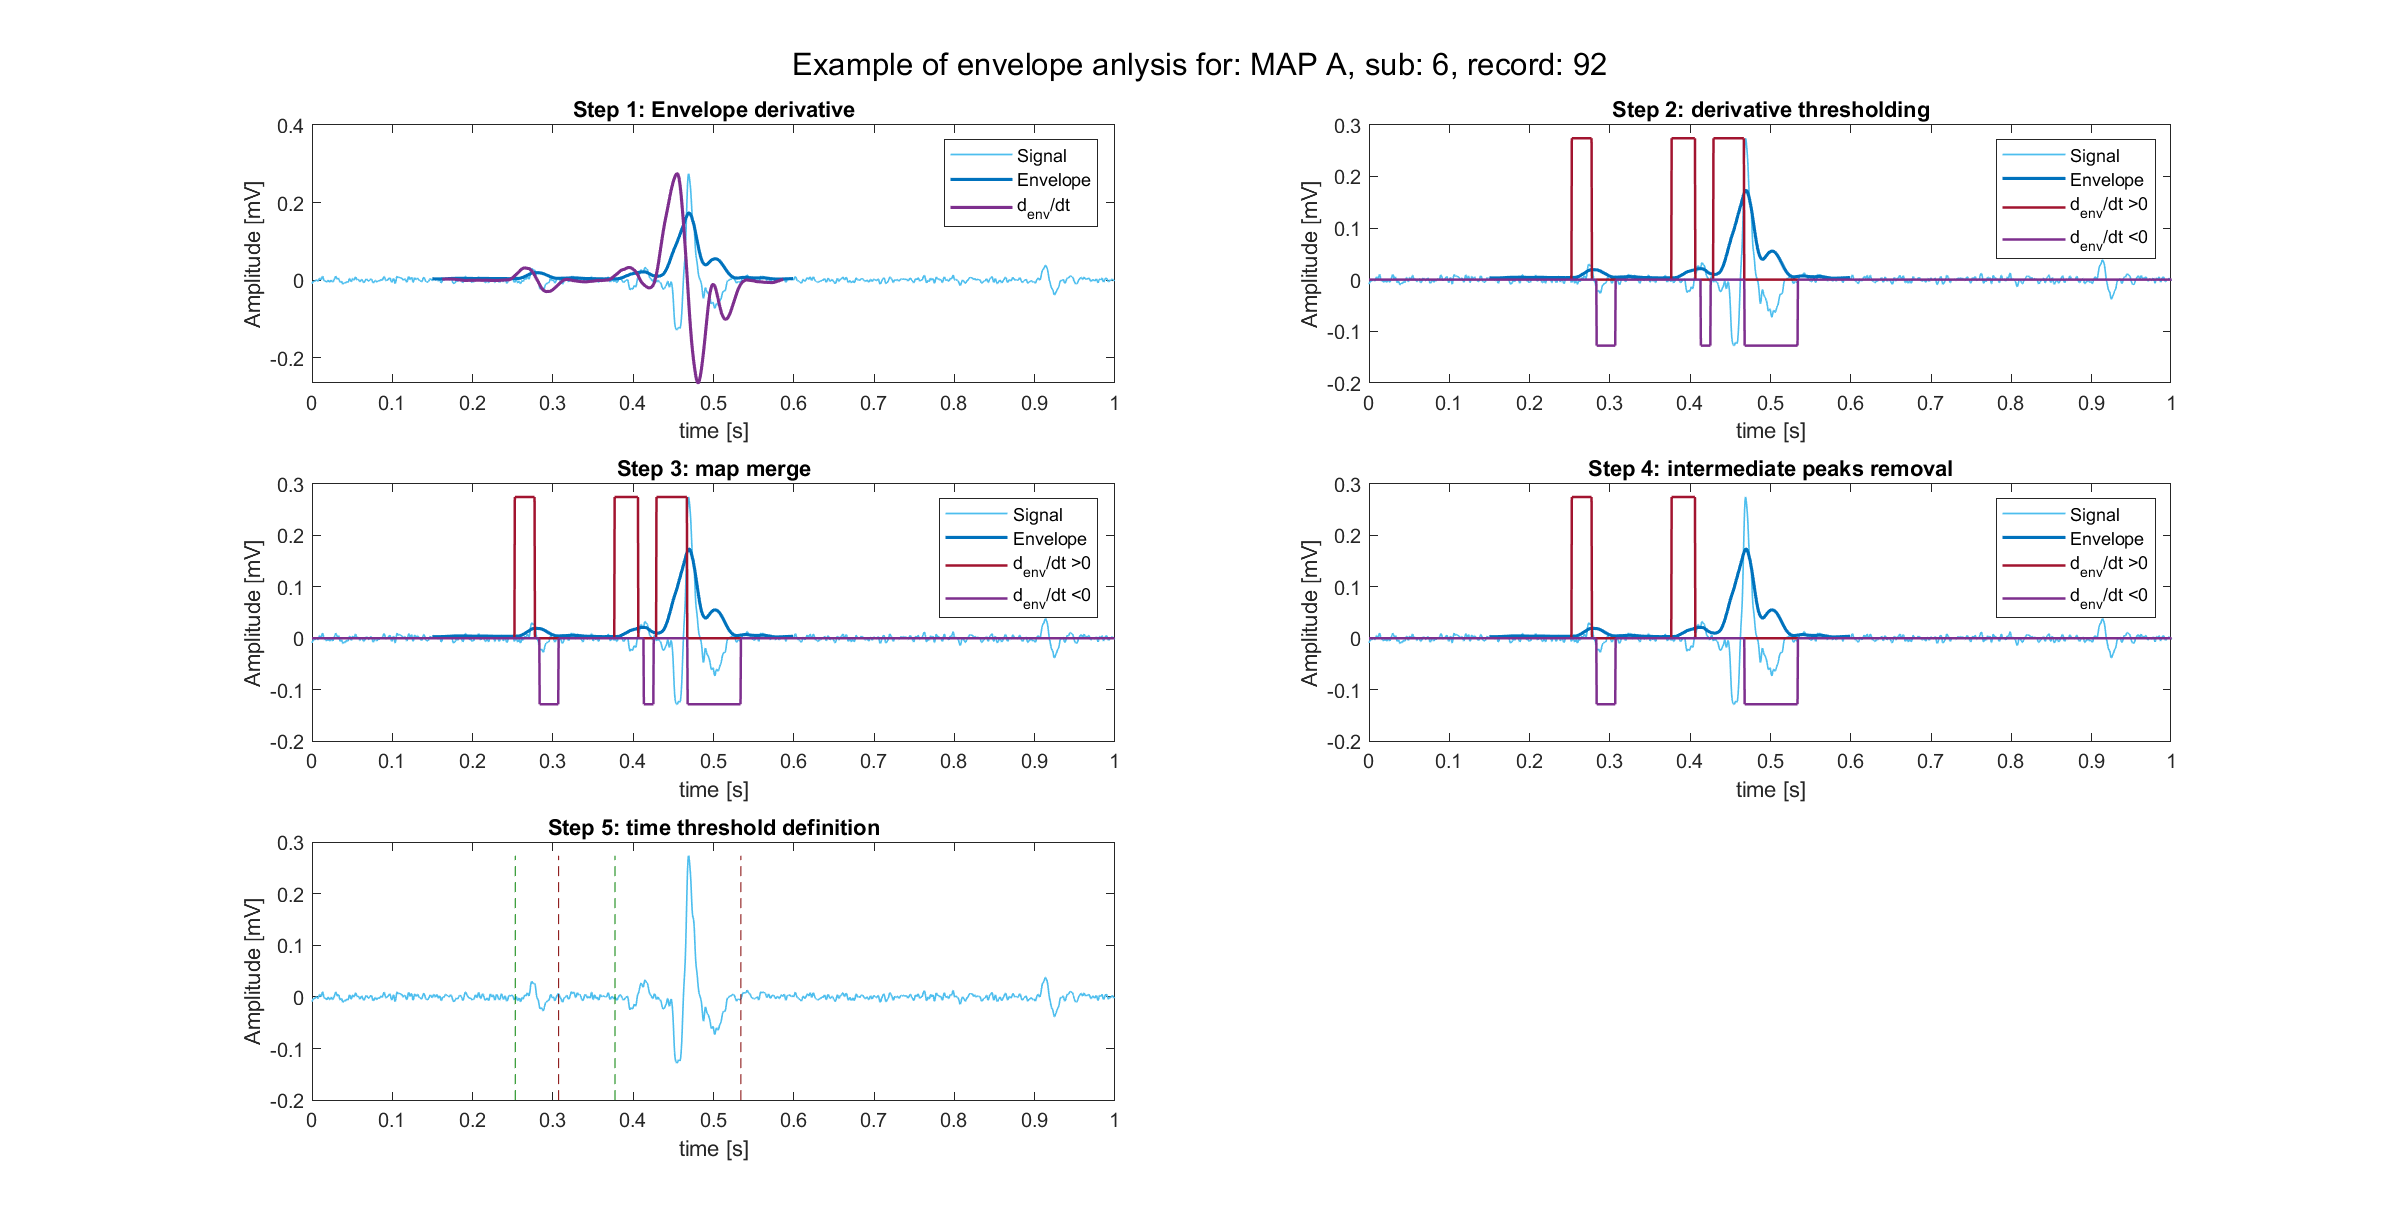 Example of envelope anlysis for: MAP A, sub: 6, record: 92
Step 1: Envelope derivative
0.4
0.2
0
-0.2
Amplitude [mV]
0 0.1 0.2 0.3 0.4 0.5 0.6 0.7 0.8 0.9 1
time [s]
Signal
Envelope
d_env/dt
Step 2: derivative thresholding
0.3
0.2
0.1
0
-0.1
-0.2
Amplitude [mV]
0 0.1 0.2 0.3 0.4 0.5 0.6 0.7 0.8 0.9 1
time [s]
Signal
Envelope
d_env/dt >0
d_env/dt <0
Step 3: map merge
0.3
0.2
0.1
0
-0.1
-0.2
Amplitude [mV]
0 0.1 0.2 0.3 0.4 0.5 0.6 0.7 0.8 0.9 1
time [s]
Signal
Envelope
d_env/dt >0
d_env/dt <0
Step 4: intermediate peaks removal
0.3
0.2
0.1
0
-0.1
-0.2
Amplitude [mV]
0 0.1 0.2 0.3 0.4 0.5 0.6 0.7 0.8 0.9 1
time [s]
Signal
Envelope
d_env/dt >0
d_env/dt <0
Step 5: time threshold definition
0.3
0.2
0.1
0
-0.1
-0.2
Amplitude [mV]
0 0.1 0.2 0.3 0.4 0.5 0.6 0.7 0.8 0.9 1
time [s]